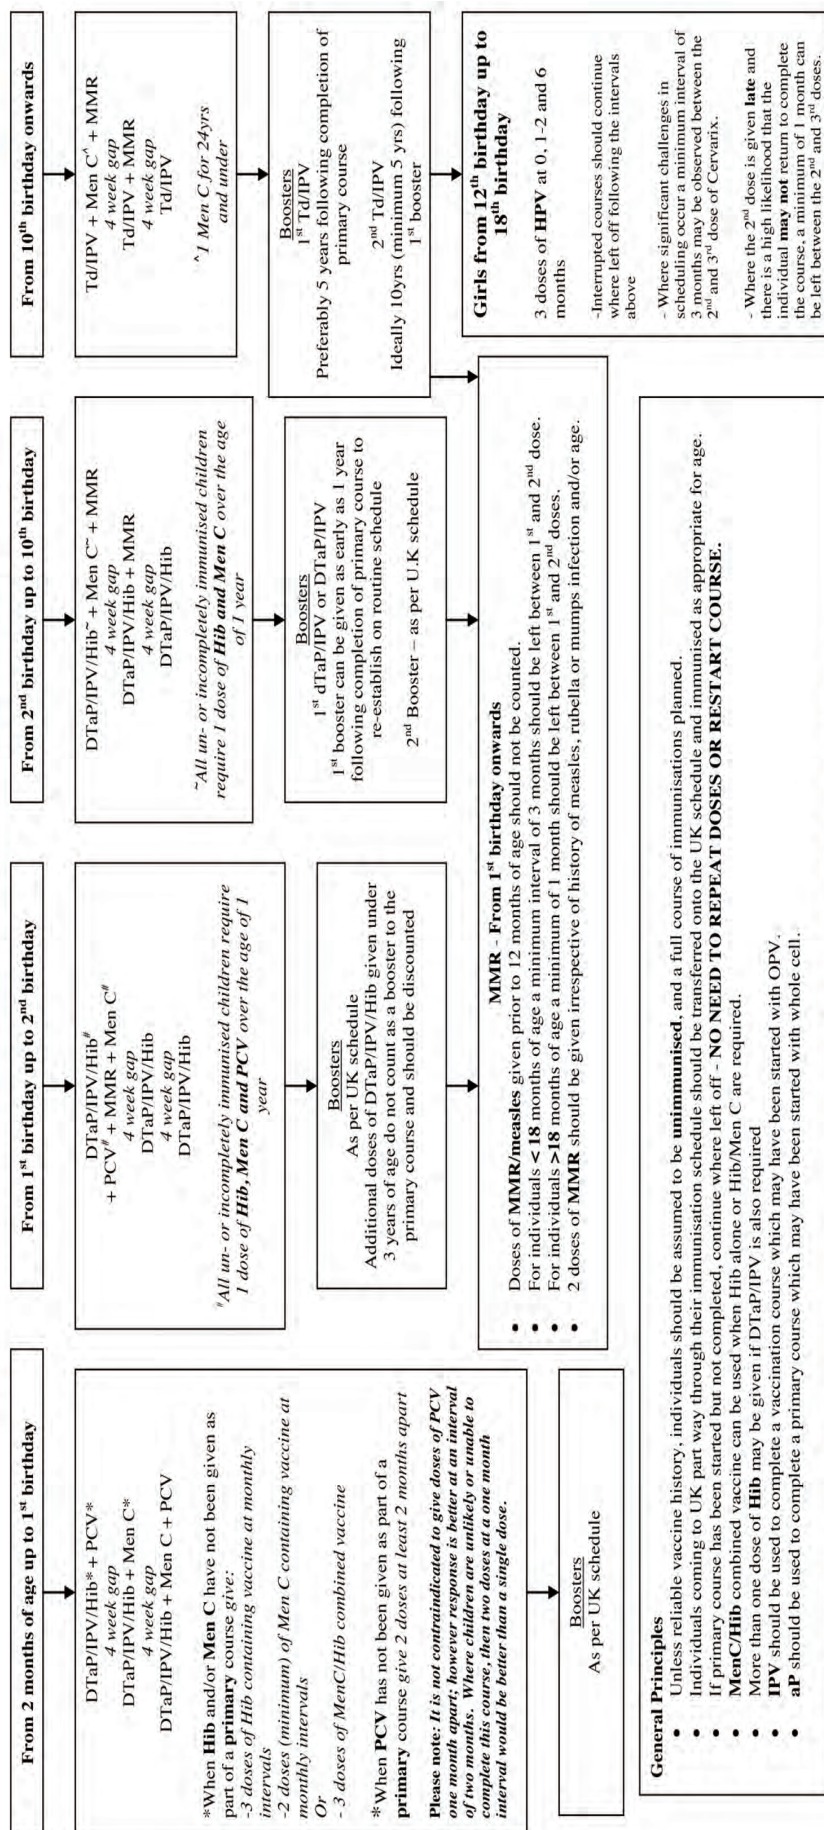 From 2 months of age up to 1st birthday
DTaP/IPV/Hib* + PCV*
4 week gap
DTaP/IPV/Hib + Men C*
4 week gap
DTaP/IPV/Hib + Men C + PCV
*When Hib and/or Men C have not been given as
part of a primary course give:
-3 doses of Hib containing vaccine at monthly
intervals
-2 doses (minimum) of Men C containing vaccine at
monthly intervals
Or
- 3 doses of MenC/Hib combined vaccine
*When PCV has not been given as part of a
primary course give 2 doses at least 2 months apart
Please note: It is not contraindicated to give doses of PCV
one month apart; however response is better at an interval
of two months. Where children are unlikely or unable to
complete this course, then two doses at a one month
interval would be better than a single dose.
Boosters
As per UK schedule
From 1st birthday up to 2nd birthday
DTaP/IPV/Hib#
+ PCV# + MMR + Men C#
4 week gap
DTaP/IPV/Hib
4 week gap
DTaP/IPV/Hib
#All un- or incompletely immunised children require
1 dose of Hib, Men C and PCV over the age of 1
year
Boosters
As per UK schedule
Additional doses of DTaP/IPV/Hib given under
3 years of age do not count as a booster to the
primary course and should be discounted
From 2nd birthday up to 10th birthday
DTaP/IPV/Hib~ + Men C~ + MMR
4 week gap
DTaP/IPV/Hib + MMR
4 week gap
DTaP/IPV/Hib
~All un- or incompletely immunised children
require 1 dose of Hib and Men C over the age
of 1 year
Boosters
1st dTaP/IPV or DTaP/IPV
1st booster can be given as early as 1 year
following completion of primary course to
re-establish on routine schedule
2nd Booster – as per U.K schedule
From 10th birthday onwards
Td/IPV + Men C^ + MMR
4 week gap
Td/IPV + MMR
4 week gap
Td/IPV
^1 Men C for 24yrs
and under
Boosters
1st Td/IPV
Preferably 5 years following completion of
primary course
2nd Td/IPV
Ideally 10yrs (minimum 5 yrs) following
1st booster
MMR - From 1st birthday onwards
• Doses of MMR/measles given prior to 12 months of age should not be counted.
• For individuals < 18 months of age a minimum interval of 3 months should be left between 1st and 2nd dose.
• For individuals >18 months of age a minimum of 1 month should be left between 1st and 2nd doses.
• 2 doses of MMR should be given irrespective of history of measles, rubella or mumps infection and/or age.
Girls from 12th birthday up to
18th birthday
3 doses of HPV at 0, 1-2 and 6
months
-Interrupted courses should continue
where left off following the intervals
above
- Where significant challenges in
scheduling occur a minimum interval of
3 months may be observed between the
2nd and 3rd dose of Cervarix.
- Where the 2nd dose is given late and
there is a high likelihood that the
individual may not return to complete
the course, a minimum of 1 month can
be left between the 2nd and 3rd doses.
General Principles
• Unless reliable vaccine history, individuals should be assumed to be unimmunised, and a full course of immunisations planned.
• Individuals coming to UK part way through their immunisation schedule should be transferred onto the UK schedule and immunised as appropriate for age.
• If primary course has been started but not completed, continue where left off - NO NEED TO REPEAT DOSES OR RESTART COURSE.
• MenC/Hib combined vaccine can be used when Hib alone or Hib/Men C are required.
• More than one dose of Hib may be given if DTaP/IPV is also required
• IPV should be used to complete a vaccination course which may have been started with OPV.
• aP should be used to complete a primary course which may have been started with whole cell.